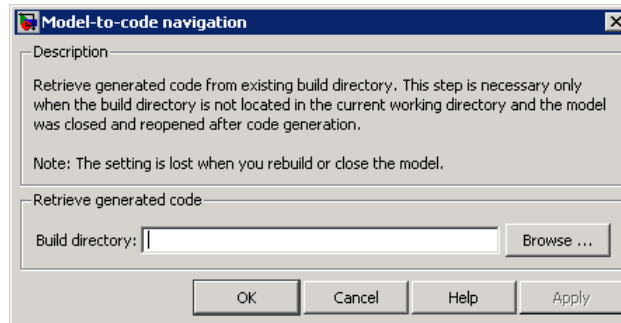 Model-to-code navigation
Description
Retrieve generated code from existing build directory. This step is necessary only
when the build directory is not located in the current working directory and the model
was closed and reopened after code generation.
Note: The setting is lost when you rebuild or close the model.
Retrieve generated code
Build directory: Browse ...
OK Cancel Help Apply